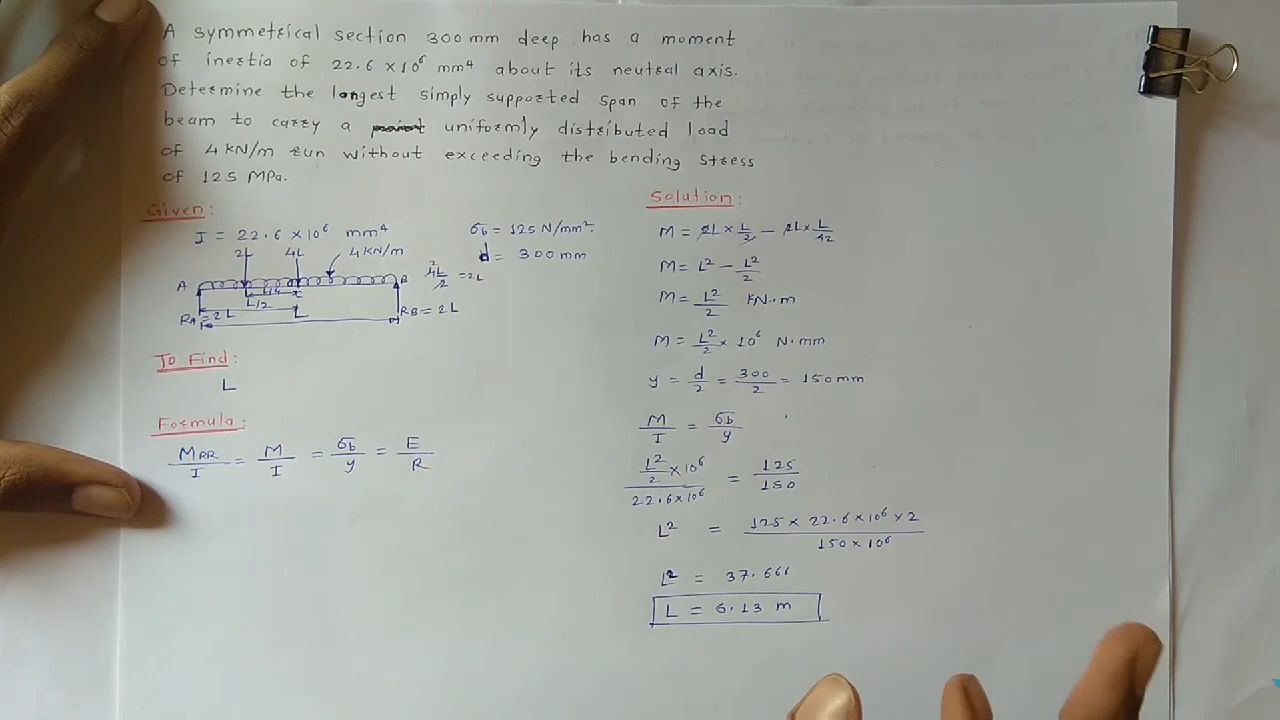 A symmetrical section 300 mm deep has a moment
of inertia of 22.6 × 10⁶ mm⁴ about its neutral axis.
Determine the longest simply supported span of the
beam to carry a uniformly distributed load
of 4 KN/m run without exceeding the bending stress
of 125 MPa.
Given:
I = 22.6 × 10⁶ mm⁴
σb = 125 N/mm².
d = 300 mm
2L 4L 4 KN/m
A B
4L/2 = 2L
L/4
L/2
L
RA = 2L RB = 2L
To Find:
L
Formula:
MRR/I = M/I = σb/y = E/R
Solution:
M = 2L × L/2 − 2L × L/4
M = L² − L²/2
M = L²/2 KN.m
M = L²/2 × 10⁶ N.mm
y = d/2 = 300/2 = 150 mm
M/I = σb/y
L²/2 × 10⁶ / 22.6 × 10⁶ = 125/150
L² = 125 × 22.6 × 10⁶ × 2 / 150 × 10⁶
L² = 37.666
L = 6.13 m